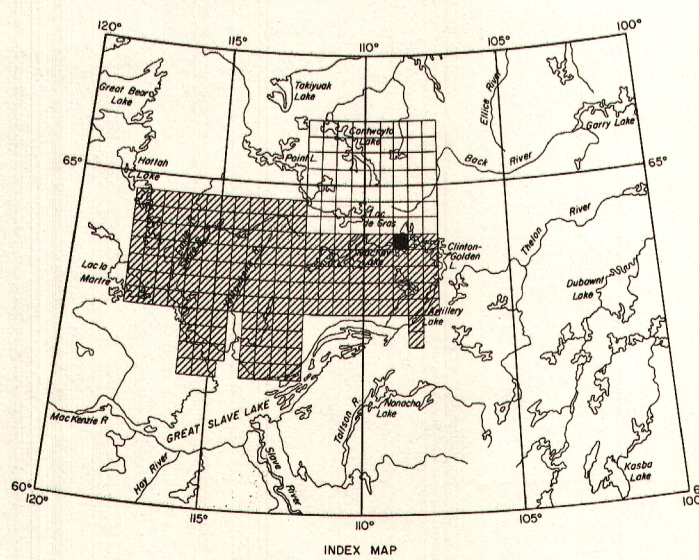 120°
115°
110°
105°
100°
Great Bear
Lake
Takiyuak
Lake
Ellice River
Contwoyto
Lake
Garry Lake
Point L.
Back River
65°
65°
Hottah
Lake
Thelon River
Lac
de Gras
Clinton-
Golden
L.
Lac la
Martre
Dubawnt
Lake
Artillery
Lake
MacKenzie R
GREAT SLAVE LAKE
Taltson R.
Nonacho
Lake
Hay River
Slave River
Kasba
Lake
60°
120°
115°
110°
105°
INDEX MAP